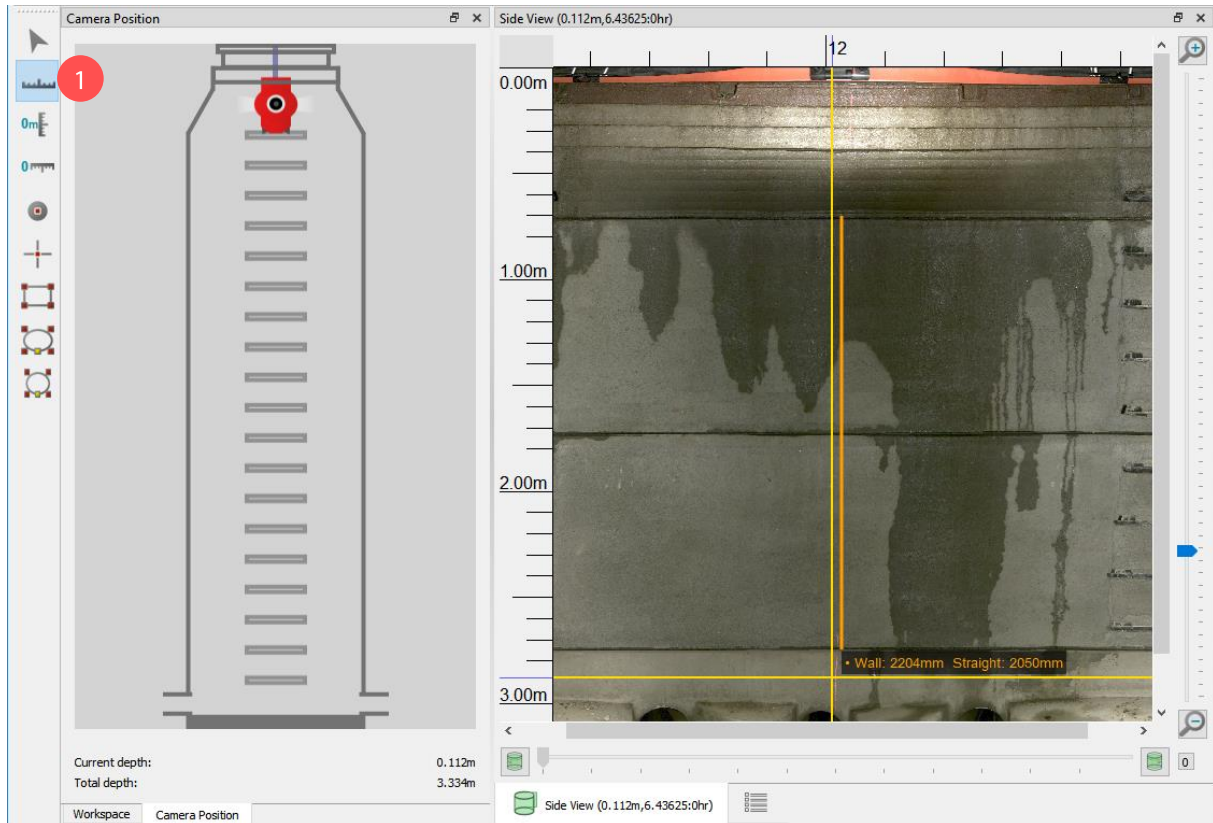 Camera Position
Side View (0.112m,6.43625:0hr)
1
0m
0
12
0.00m
1.00m
2.00m
• Wall: 2204mm Straight: 2050mm
3.00m
Current depth: 0.112m
Total depth: 3.334m
0
Side View (0.112m,6.43625:0hr)
Workspace Camera Position